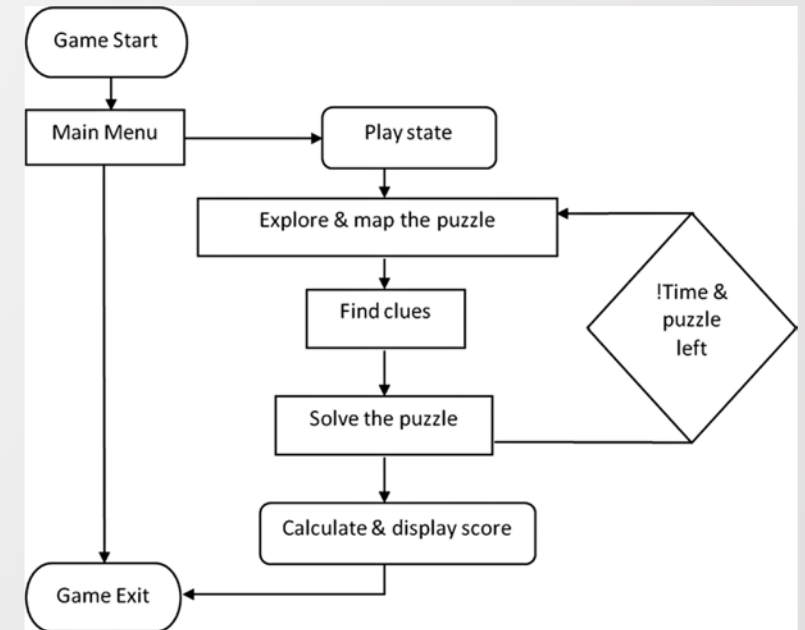 Game Start
Main Menu
Play state
Explore & map the puzzle
!Time &
puzzle
left
Find clues
Solve the puzzle
Calculate & display score
Game Exit